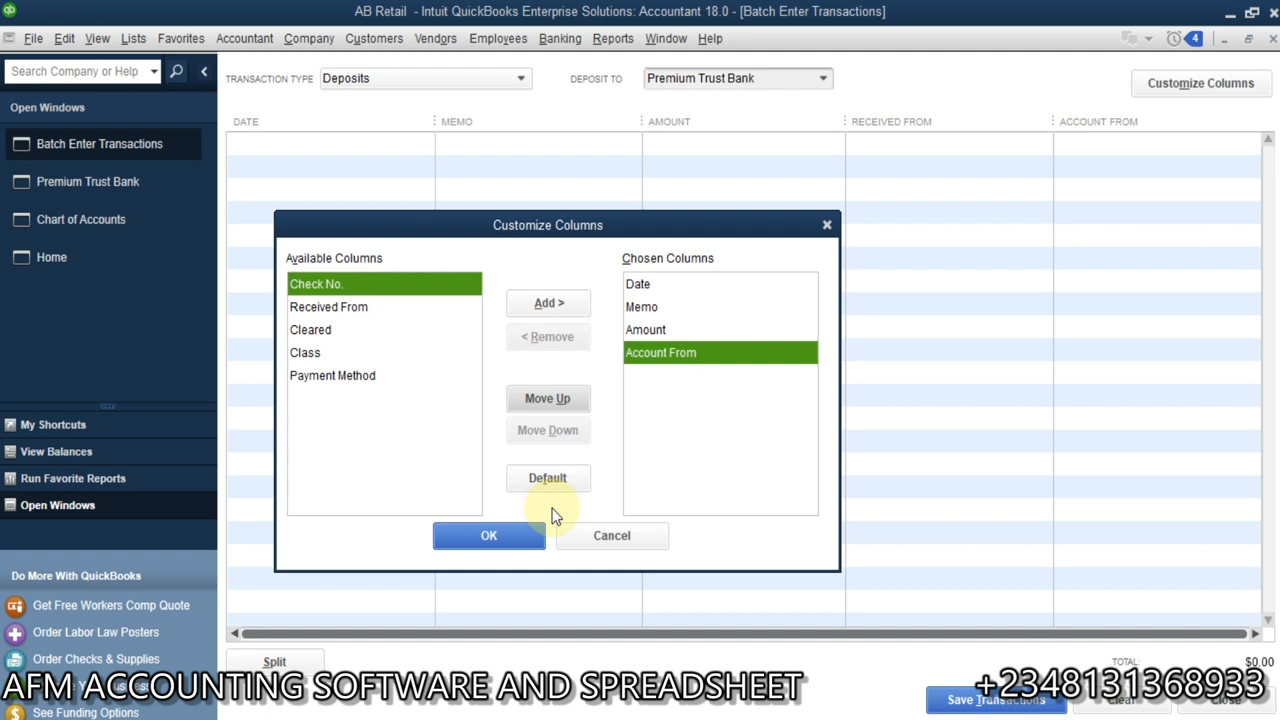 AB Retail - Intuit QuickBooks Enterprise Solutions: Accountant 18.0 - [Batch Enter Transactions]
File Edit View Lists Favorites Accountant Company Customers Vendors Employees Banking Reports Window Help
4
Search Company or Help
TRANSACTION TYPE Deposits DEPOSIT TO Premium Trust Bank Customize Columns
Open Windows
DATE MEMO AMOUNT RECEIVED FROM ACCOUNT FROM
Batch Enter Transactions
Premium Trust Bank
Chart of Accounts
Home
Customize Columns
Available Columns Chosen Columns
Check No. Date
Received From Memo
Cleared Amount
Class Account From
Payment Method
Add >
< Remove
Move Up
Move Down
Default
OK Cancel
My Shortcuts
View Balances
Run Favorite Reports
Open Windows
Do More With QuickBooks
Get Free Workers Comp Quote
Order Labor Law Posters
Order Checks & Supplies
See Funding Options
Split TOTAL: $0.00
Save Transactions Clear Close
AFM ACCOUNTING SOFTWARE AND SPREADSHEET +2348131368933